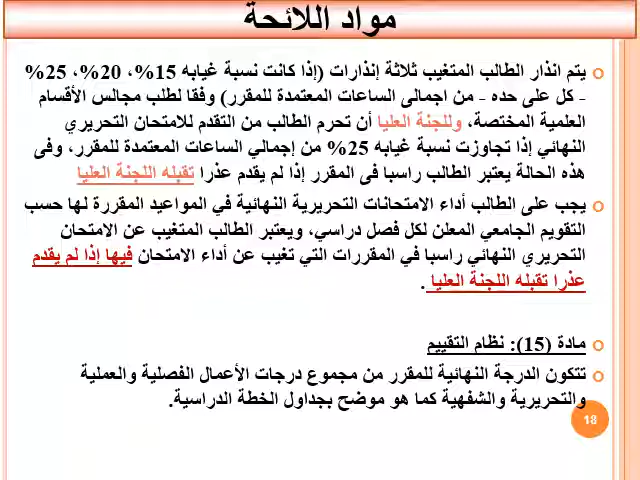 مواد اللائحة
يتم انذار الطالب المتغيب ثلاثة إنذارات (إذا كانت نسبة غيابه 15%، 20%، 25%
- كل على حده - من اجمالى الساعات المعتمدة للمقرر) وفقا لطلب مجالس الأقسام
العلمية المختصة، وللجنة العليا أن تحرم الطالب من التقدم للامتحان التحريري
النهائي إذا تجاوزت نسبة غيابه 25% من إجمالي الساعات المعتمدة للمقرر، وفى
هذه الحالة يعتبر الطالب راسبا فى المقرر إذا لم يقدم عذرا تقبله اللجنة العليا
يجب على الطالب أداء الامتحانات التحريرية النهائية في المواعيد المقررة لها حسب
التقويم الجامعي المعلن لكل فصل دراسي، ويعتبر الطالب المتغيب عن الامتحان
التحريري النهائي راسبا في المقررات التي تغيب عن أداء الامتحان فيها إذا لم يقدم
عذرا تقبله اللجنة العليا .
مادة (15): نظام التقييم
تتكون الدرجة النهائية للمقرر من مجموع درجات الأعمال الفصلية والعملية
والتحريرية والشفهية كما هو موضح بجداول الخطة الدراسية.
18